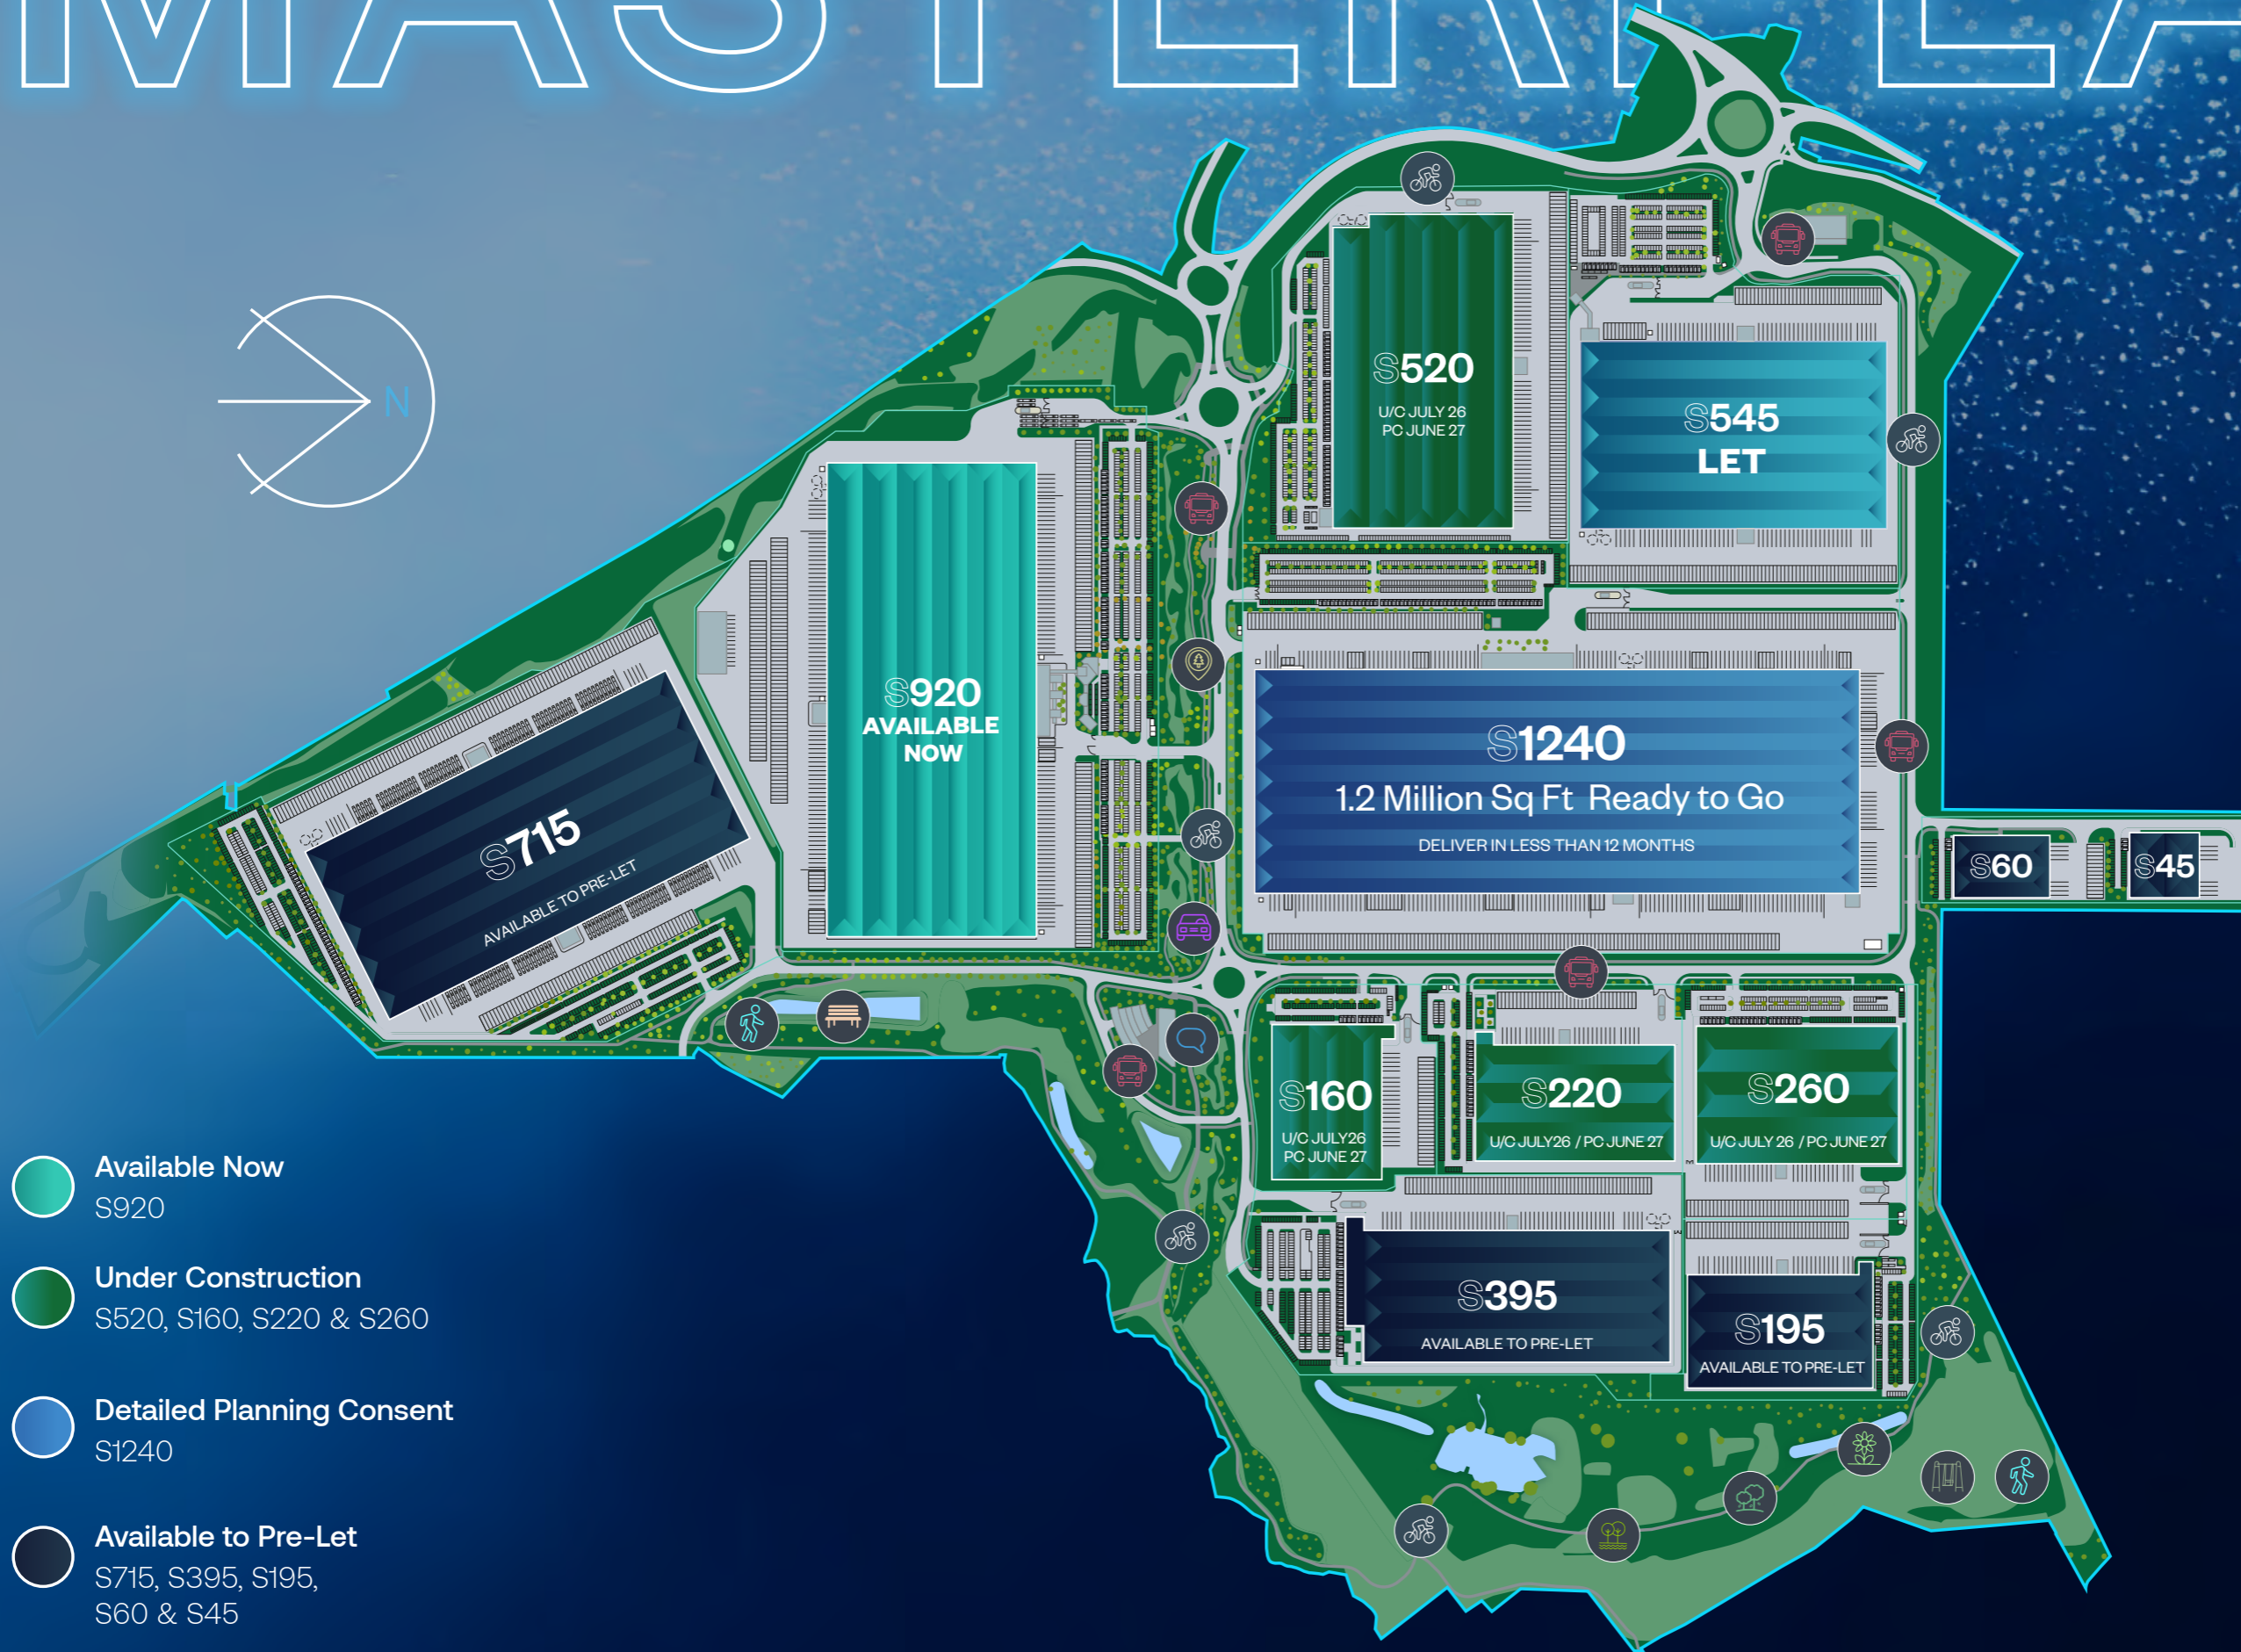 MASTERPLA
N
S520
U/C JULY 26
PC JUNE 27
S545
LET
S920
AVAILABLE
NOW
S1240
1.2 Million Sq Ft Ready to Go
DELIVER IN LESS THAN 12 MONTHS
S715
AVAILABLE TO PRE-LET
S60
S45
S160
U/C JULY26
PC JUNE 27
S220
U/C JULY26 / PC JUNE 27
S260
U/C JULY 26 / PC JUNE 27
S395
AVAILABLE TO PRE-LET
S195
AVAILABLE TO PRE-LET
Available Now
S920
Under Construction
S520, S160, S220 & S260
Detailed Planning Consent
S1240
Available to Pre-Let
S715, S395, S195,
S60 & S45